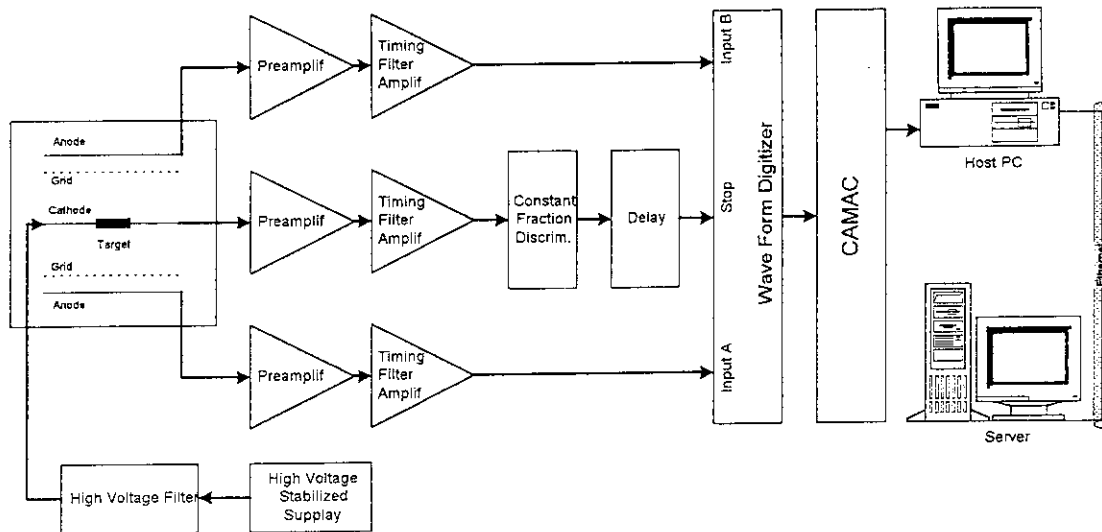 Preamplif
Timing
Filter
Amplif
Input B
Anode
Grid
Cathode
Target
Grid
Anode
Preamplif
Timing
Filter
Amplif
Constant
Fraction
Discrim.
Delay
Stop
Wave Form Digitizer
CAMAC
Host PC
Ethernet
Preamplif
Timing
Filter
Amplif
Input A
Server
High Voltage Filter
High Voltage
Stabilized
Supplay